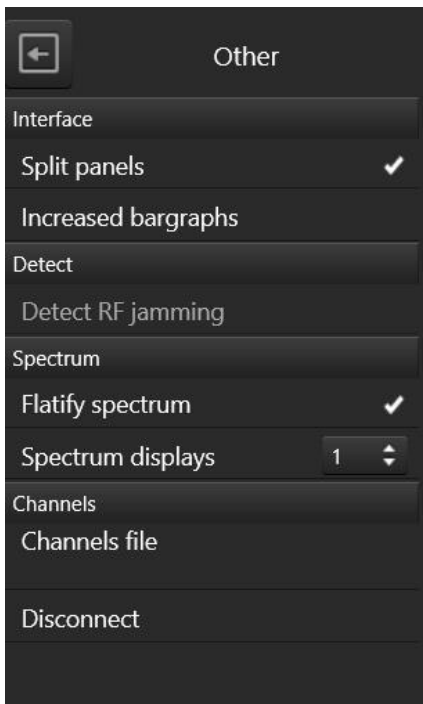 Other
Interface
Split panels
Increased bargraphs
Detect
Detect RF jamming
Spectrum
Flatify spectrum
Spectrum displays 1
Channels
Channels file
Disconnect